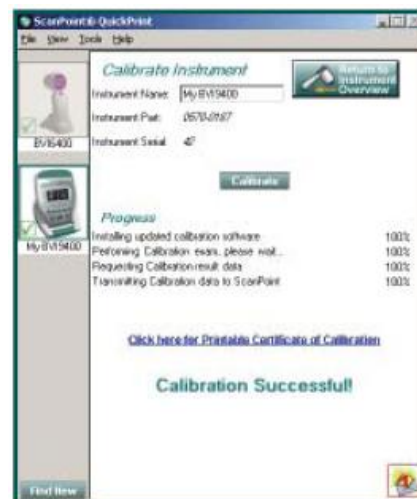 ScanPoint® QuickPrint
File View Tools Help
Calibrate Instrument
Return to
Instrument
Overview
Instrument Name: My BVI9400
Instrument Part: 0570-0187
Instrument Serial: 42
BVI6400
Calibrate
My BVI9400
Progress
Installing updated calibration software 100%
Performing Calibration exam, please wait... 100%
Requesting Calibration result data 100%
Transmitting Calibration data to ScanPoint 100%
Click here for Printable Certificate of Calibration
Calibration Successful!
Find New